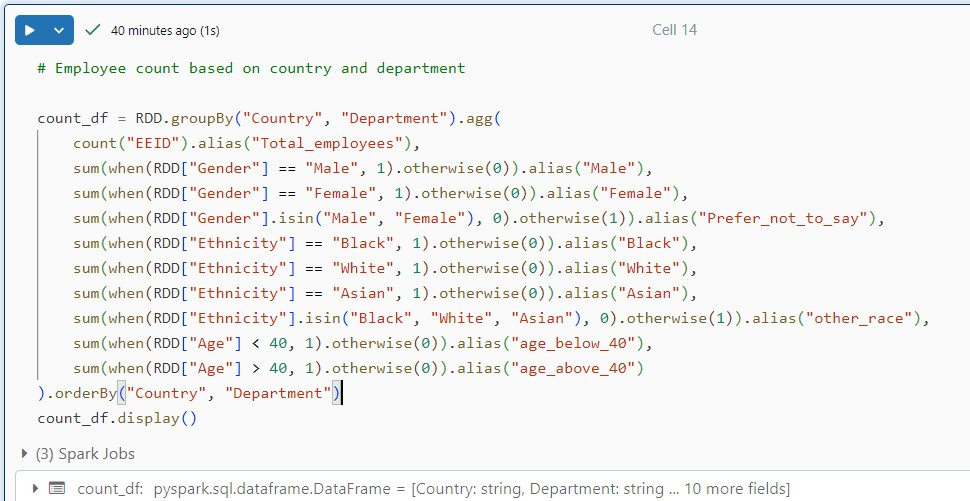 40 minutes ago (1s)
Cell 14
# Employee count based on country and department
count_df = RDD.groupBy("Country", "Department").agg(
count("EEID").alias("Total_employees"),
sum(when(RDD["Gender"] == "Male", 1).otherwise(0)).alias("Male"),
sum(when(RDD["Gender"] == "Female", 1).otherwise(0)).alias("Female"),
sum(when(RDD["Gender"].isin("Male", "Female"), 0).otherwise(1)).alias("Prefer_not_to_say"),
sum(when(RDD["Ethnicity"] == "Black", 1).otherwise(0)).alias("Black"),
sum(when(RDD["Ethnicity"] == "White", 1).otherwise(0)).alias("White"),
sum(when(RDD["Ethnicity"] == "Asian", 1).otherwise(0)).alias("Asian"),
sum(when(RDD["Ethnicity"].isin("Black", "White", "Asian"), 0).otherwise(1)).alias("other_race"),
sum(when(RDD["Age"] < 40, 1).otherwise(0)).alias("age_below_40"),
sum(when(RDD["Age"] > 40, 1).otherwise(0)).alias("age_above_40")
).orderBy("Country", "Department")
count_df.display()
(3) Spark Jobs
count_df: pyspark.sql.dataframe.DataFrame = [Country: string, Department: string ... 10 more fields]